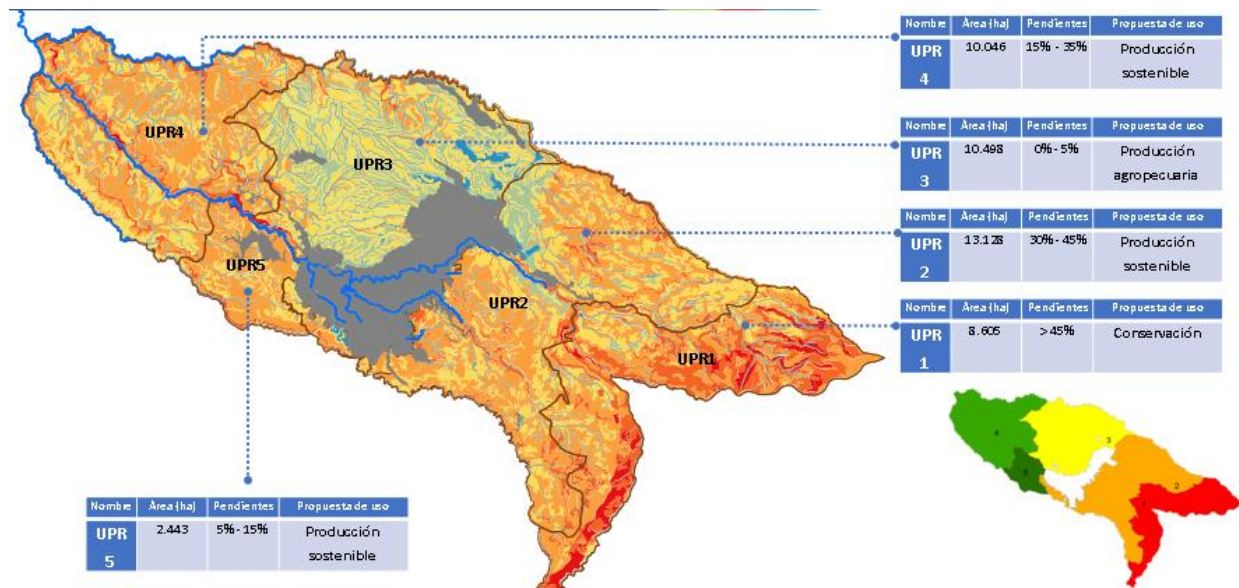 Nombre Área (ha) Pendientes Propuesta de uso
UPR 10.046 15% - 35% Producción
4 sostenible
Nombre Área (ha) Pendientes Propuesta de uso
UPR 10.498 0% - 5% Producción
3 agropecuaria
Nombre Área (ha) Pendientes Propuesta de uso
UPR 13.128 30% - 45% Producción
2 sostenible
Nombre Área (ha) Pendientes Propuesta de uso
UPR 8.605 >45% Conservación
1
UPR4
UPR3
UPR5
UPR2
UPR1
Nombre Área (ha) Pendientes Propuesta de uso
UPR 2.443 5% - 15% Producción
5 sostenible
4
3
2